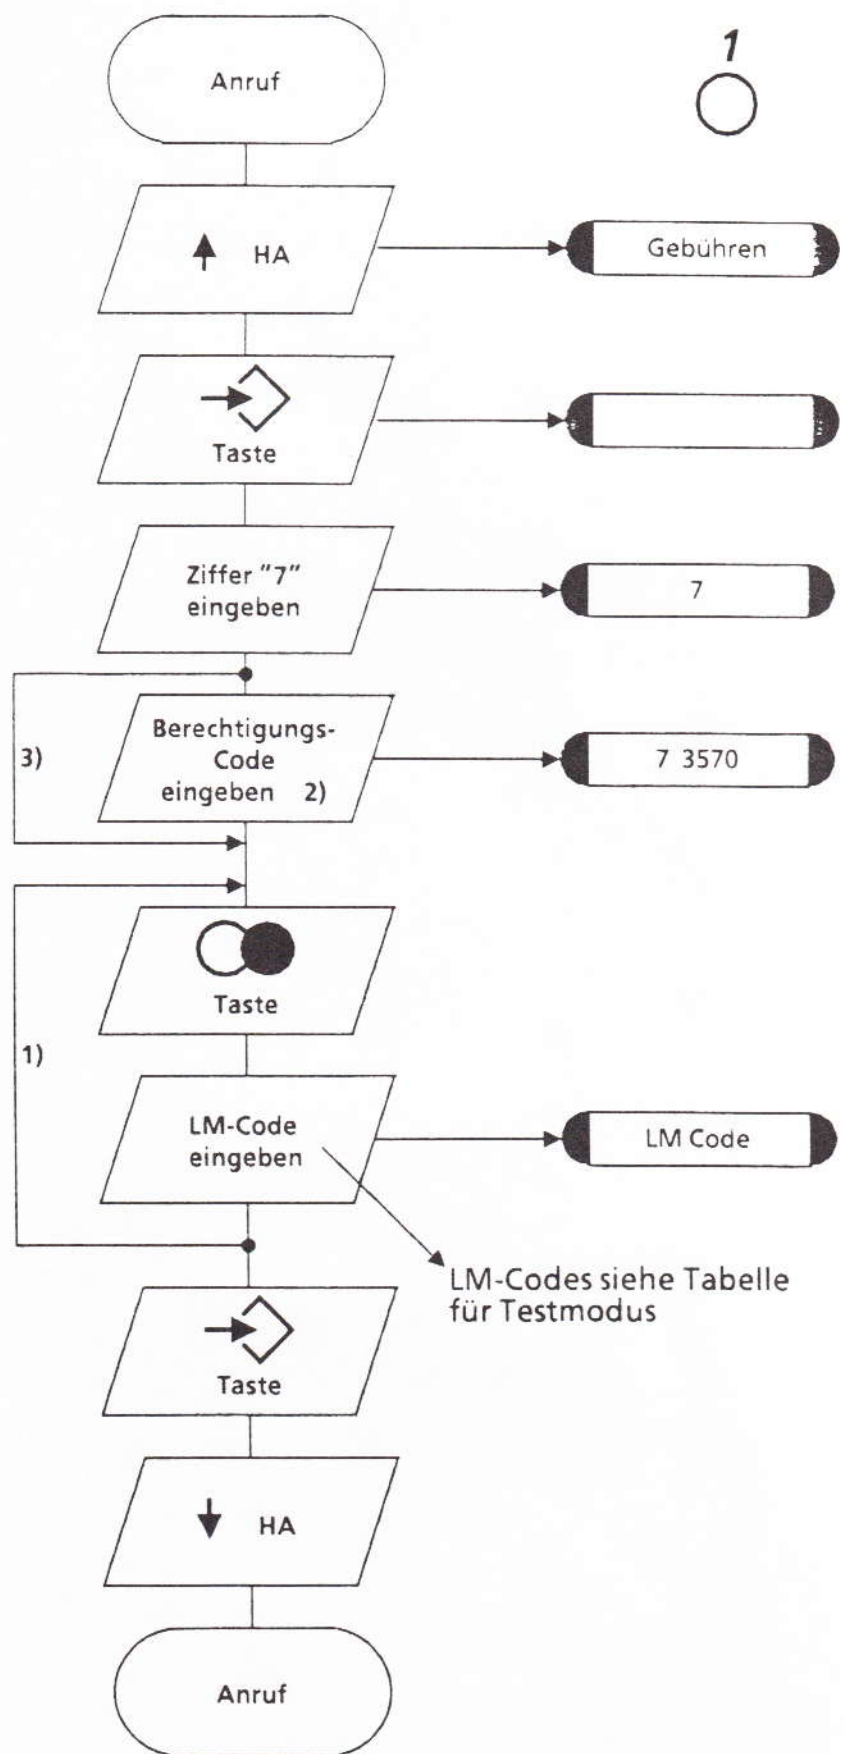 Anruf
1
HA
Gebühren
Taste
Ziffer "7"
eingeben
7
3)
Berechtigungs-
Code
eingeben 2)
7 3570
Taste
1)
LM-Code
eingeben
LM Code
LM-Codes siehe Tabelle
für Testmodus
Taste
HA
Anruf